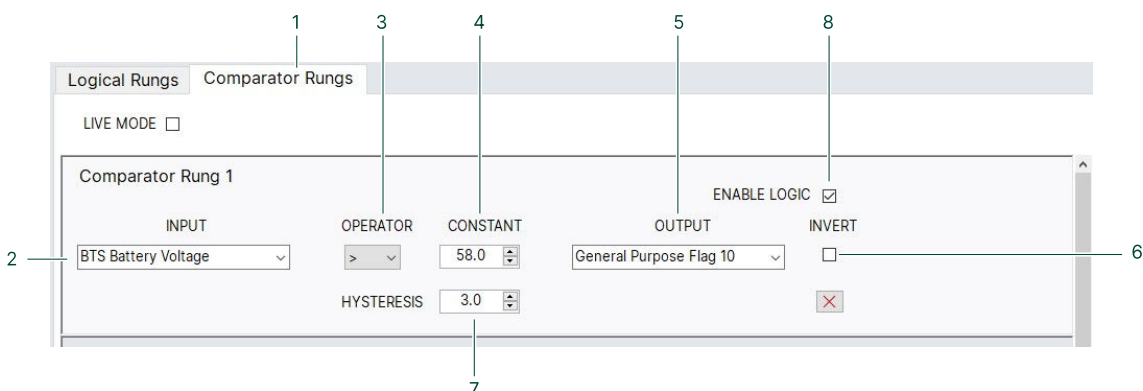 1 3 4 5 8
Logical Rungs Comparator Rungs
LIVE MODE
Comparator Rung 1
ENABLE LOGIC
INPUT OPERATOR CONSTANT OUTPUT INVERT
2 BTS Battery Voltage > 58.0 General Purpose Flag 10 6
HYSTERESIS 3.0
7